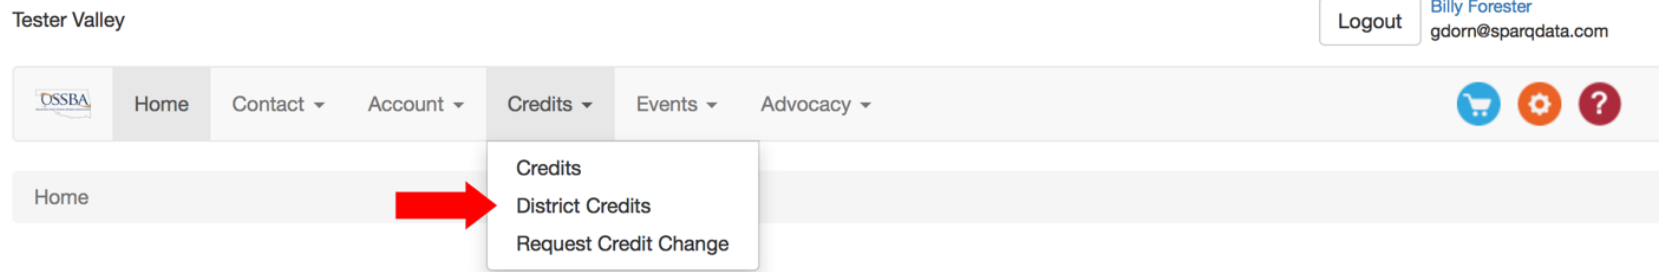 Tester Valley
Logout
Billy Forester
gdorn@sparqdata.com
OSSBA
Home
Contact
Account
Credits
Events
Advocacy
?
Home
Credits
District Credits
Request Credit Change